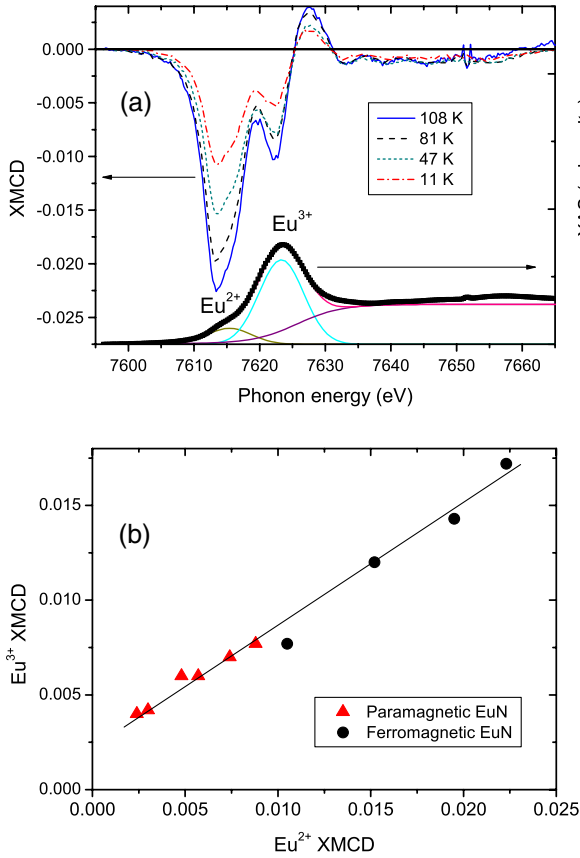 0.000
-0.005
-0.010
-0.015
-0.020
-0.025
XMCD
(a)
108 K
81 K
47 K
11 K
Eu3+
Eu2+
7600
7610
7620
7630
7640
7650
7660
Phonon energy (eV)
(b)
0.015
0.010
0.005
0.000
Eu3+ XMCD
Paramagnetic EuN
Ferromagnetic EuN
0.000
0.005
0.010
0.015
0.020
0.025
Eu2+ XMCD